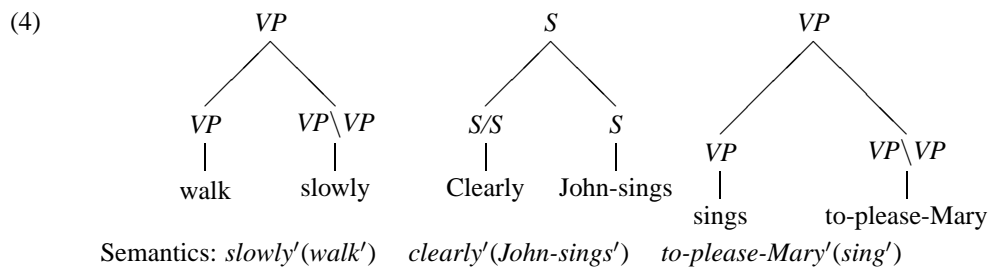 (4) VP S VP
VP VP\VP S/S S
VP VP\VP
walk slowly Clearly John-sings
sings to-please-Mary
Semantics: slowly′(walk′) clearly′(John-sings′) to-please-Mary′(sing′)